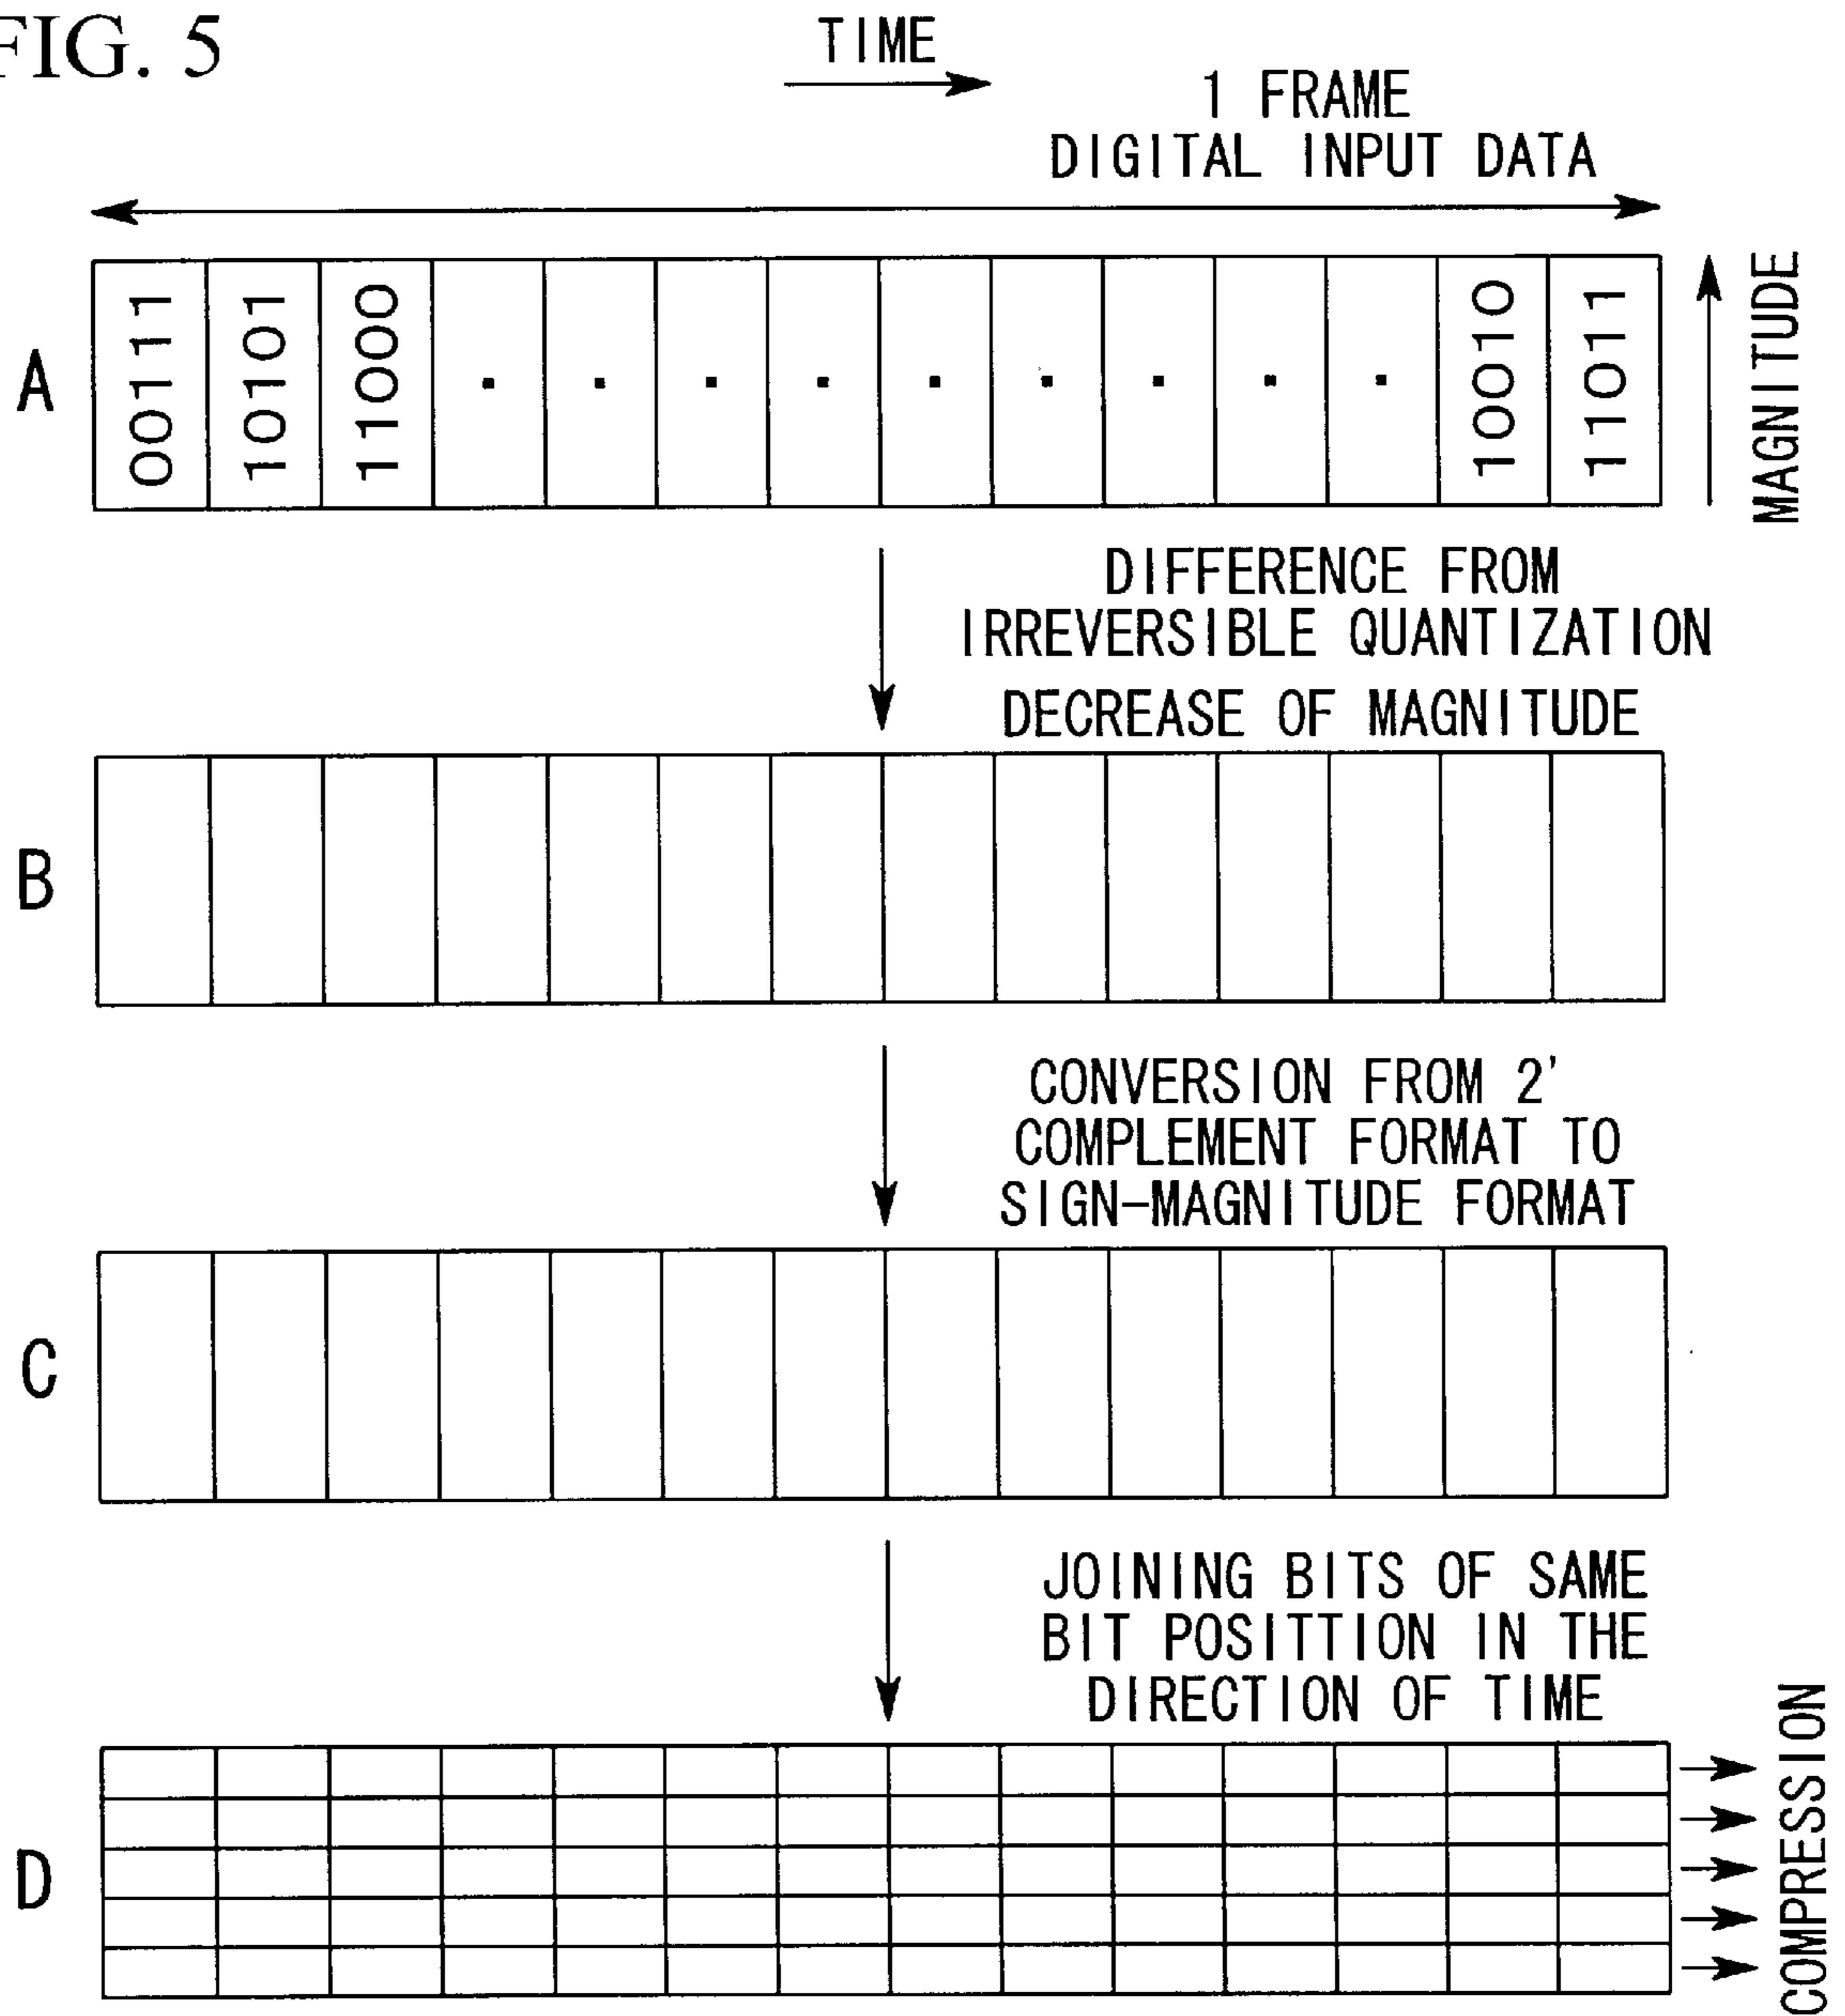 FIG. 5
TIME
1 FRAME
DIGITAL INPUT DATA
A
00111
10101
11000
. . . . . . . . .
10010
11011
MAGNITUDE
DIFFERENCE FROM
IRREVERSIBLE QUANTIZATION
DECREASE OF MAGNITUDE
B
CONVERSION FROM 2'
COMPLEMENT FORMAT TO
SIGN-MAGNITUDE FORMAT
C
JOINING BITS OF SAME
BIT POSITTION IN THE
DIRECTION OF TIME
D
COMPRESSION